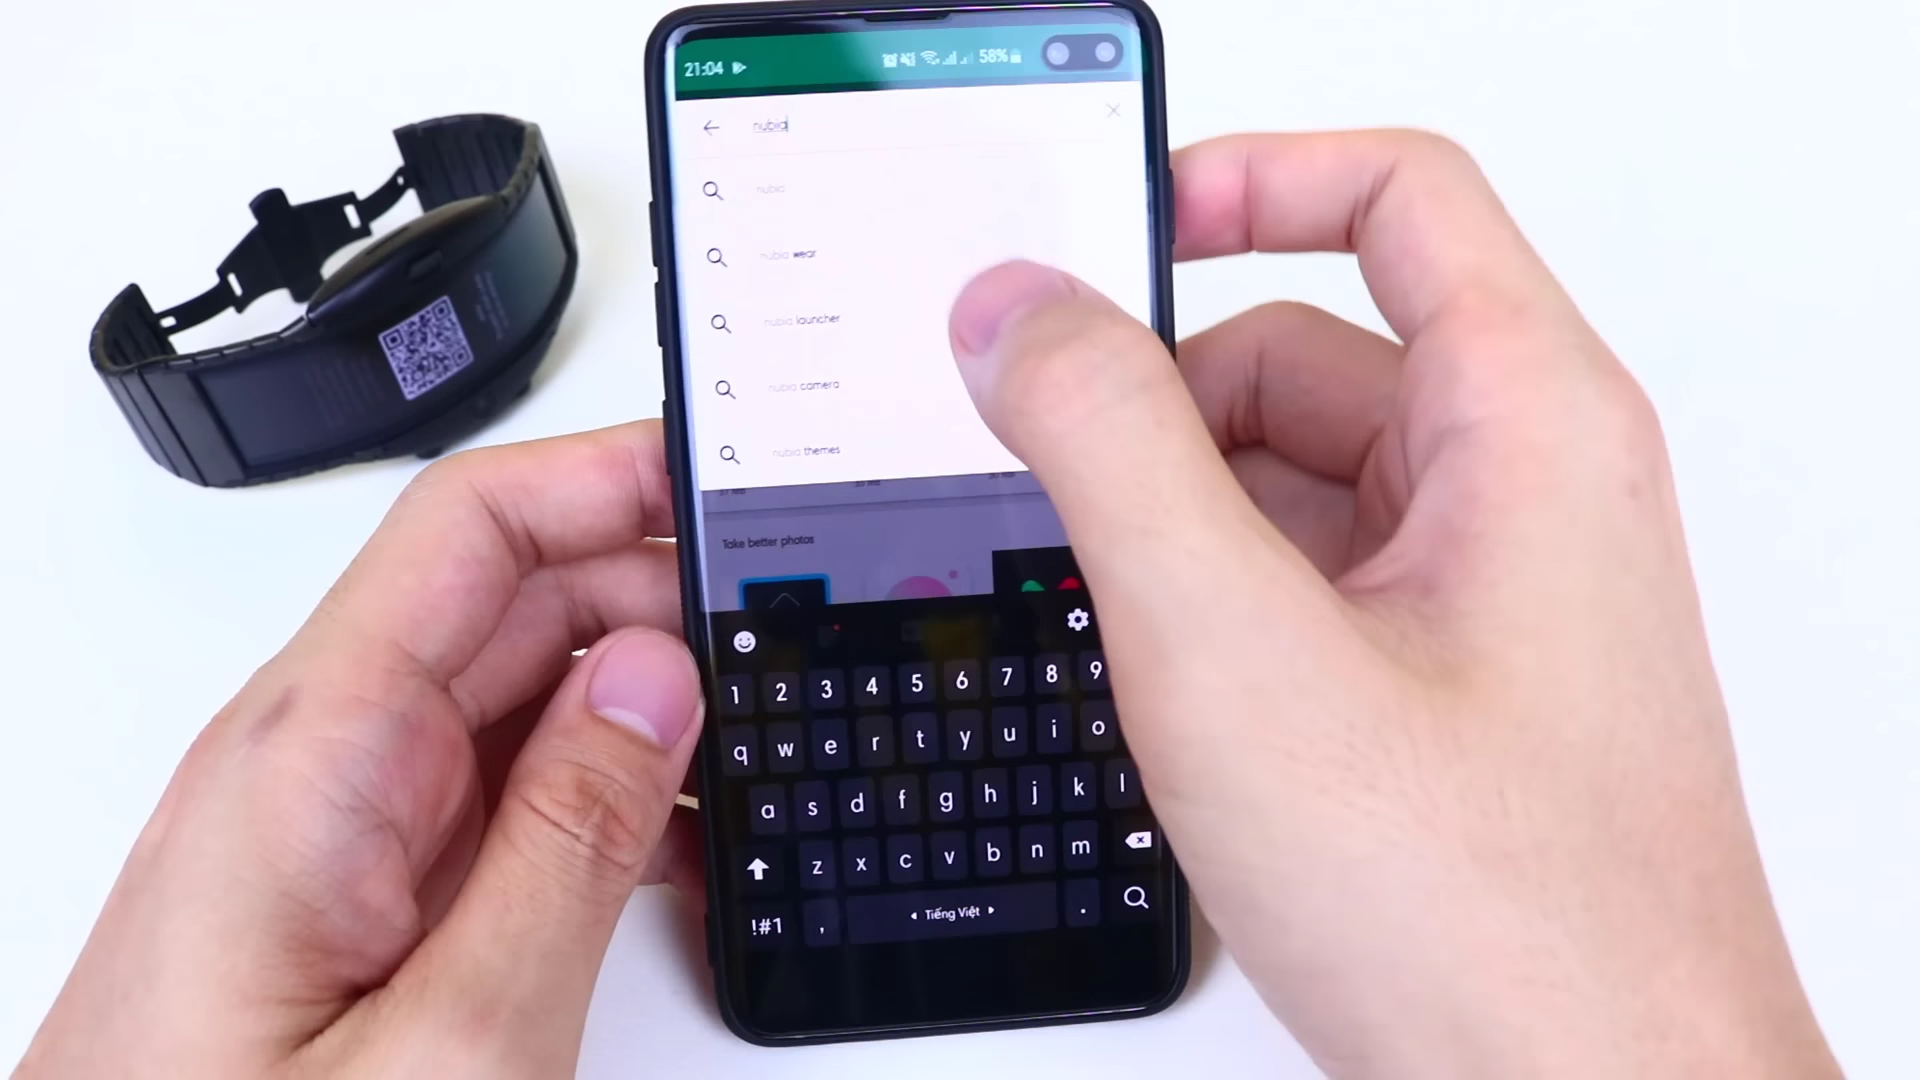 21:04 58%
nubia
nubia
nubia wear
nubia launcher
nubia camera
nubia themes
Take better photos
1 2 3 4 5 6 7 8 9
q w e r t y u i o
a s d f g h j k l
z x c v b n m
!#1 , Tiếng Việt .